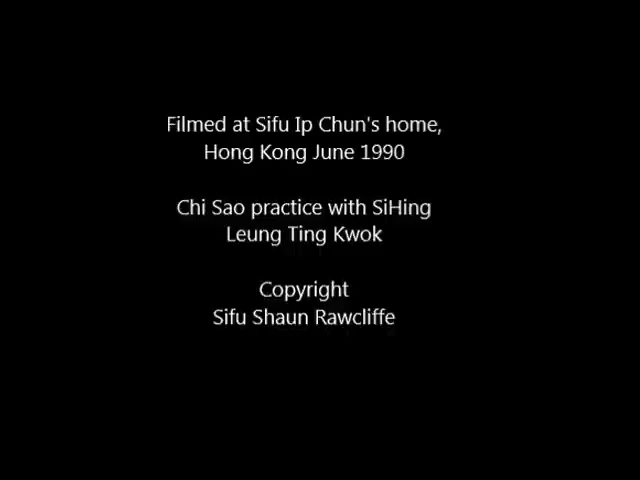 Filmed at Sifu Ip Chun's home,
Hong Kong June 1990
Chi Sao practice with SiHing
Leung Ting Kwok
Copyright
Sifu Shaun Rawcliffe